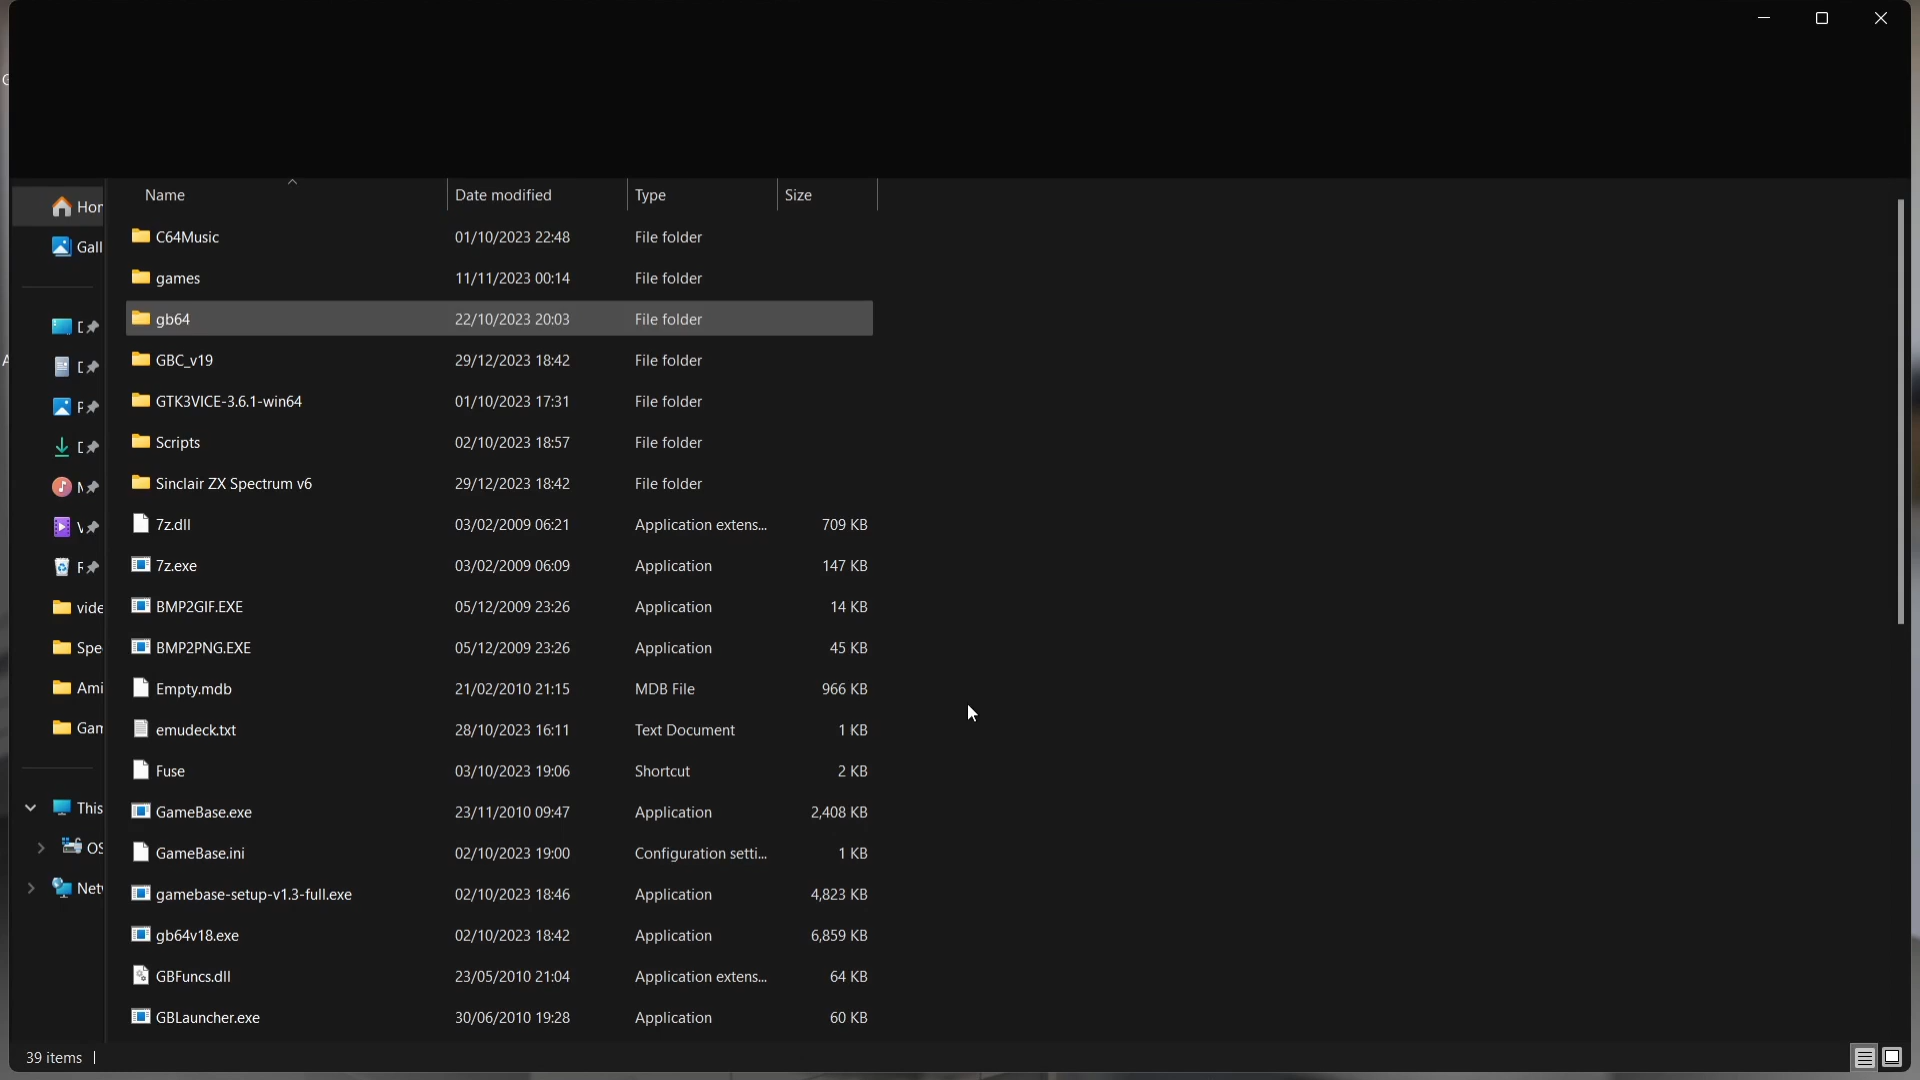 Name Date modified Type Size
Hor
Gall
vide
Spe
Ami
Gam
This
OS
Net
C64Music 01/10/2023 22:48 File folder
games 11/11/2023 00:14 File folder
gb64 22/10/2023 20:03 File folder
GBC_v19 29/12/2023 18:42 File folder
GTK3VICE-3.6.1-win64 01/10/2023 17:31 File folder
Scripts 02/10/2023 18:57 File folder
Sinclair ZX Spectrum v6 29/12/2023 18:42 File folder
7z.dll 03/02/2009 06:21 Application extens... 709 KB
7z.exe 03/02/2009 06:09 Application 147 KB
BMP2GIF.EXE 05/12/2009 23:26 Application 14 KB
BMP2PNG.EXE 05/12/2009 23:26 Application 45 KB
Empty.mdb 21/02/2010 21:15 MDB File 966 KB
emudeck.txt 28/10/2023 16:11 Text Document 1 KB
Fuse 03/10/2023 19:06 Shortcut 2 KB
GameBase.exe 23/11/2010 09:47 Application 2,408 KB
GameBase.ini 02/10/2023 19:00 Configuration setti... 1 KB
gamebase-setup-v1.3-full.exe 02/10/2023 18:46 Application 4,823 KB
gb64v18.exe 02/10/2023 18:42 Application 6,859 KB
GBFuncs.dll 23/05/2010 21:04 Application extens... 64 KB
GBLauncher.exe 30/06/2010 19:28 Application 60 KB
39 items